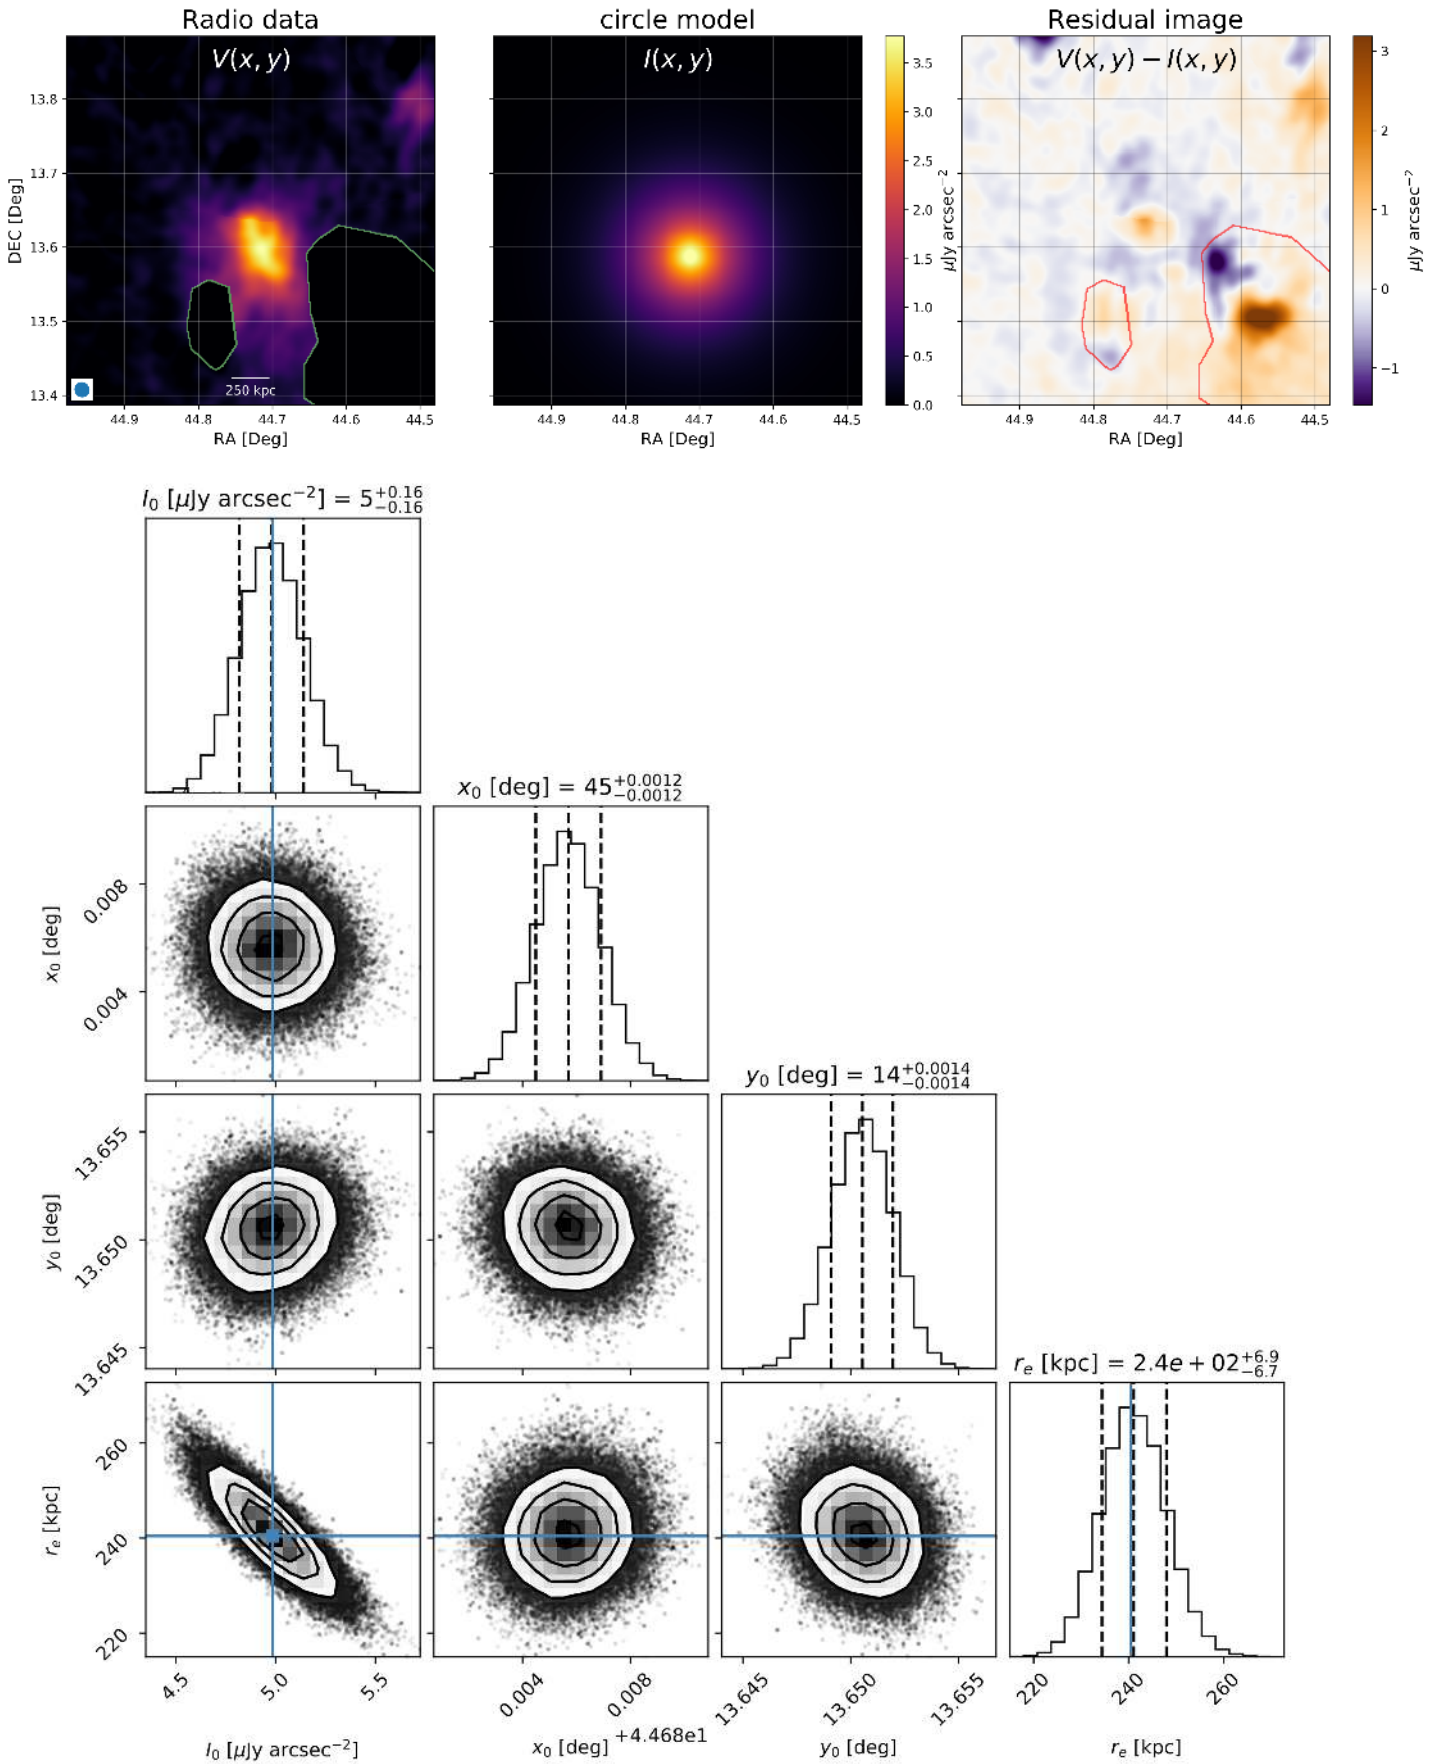 Radio data
circle model
Residual image
V(x, y)
I(x, y)
V(x, y) − I(x, y)
DEC [Deg]
13.8
13.7
13.6
13.5
13.4
250 kpc
44.9 44.8 44.7 44.6 44.5
RA [Deg]
44.9 44.8 44.7 44.6 44.5
RA [Deg]
3.5
3.0
2.5
2.0
1.5
1.0
0.5
0.0
μJy arcsec⁻²
44.9 44.8 44.7 44.6 44.5
RA [Deg]
3
2
1
0
−1
μJy arcsec⁻²
I₀ [μJy arcsec⁻²] = 5 +0.16 −0.16
x₀ [deg] = 45 +0.0012 −0.0012
x₀ [deg]
0.008
0.004
y₀ [deg] = 14 +0.0014 −0.0014
y₀ [deg]
13.655
13.650
13.645
rₑ [kpc] = 2.4e + 02 +6.9 −6.7
rₑ [kpc]
260
240
220
4.5 5.0 5.5
I₀ [μJy arcsec⁻²]
0.004 0.008
x₀ [deg] +4.468e1
13.645 13.650 13.655
y₀ [deg]
220 240 260
rₑ [kpc]